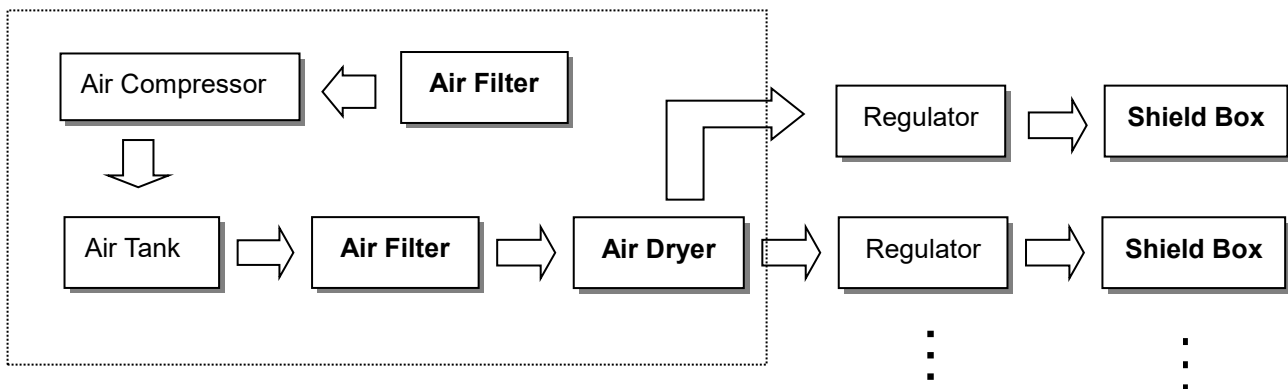 Air Compressor
Air Filter
Regulator
Shield Box
Air Tank
Air Filter
Air Dryer
Regulator
Shield Box